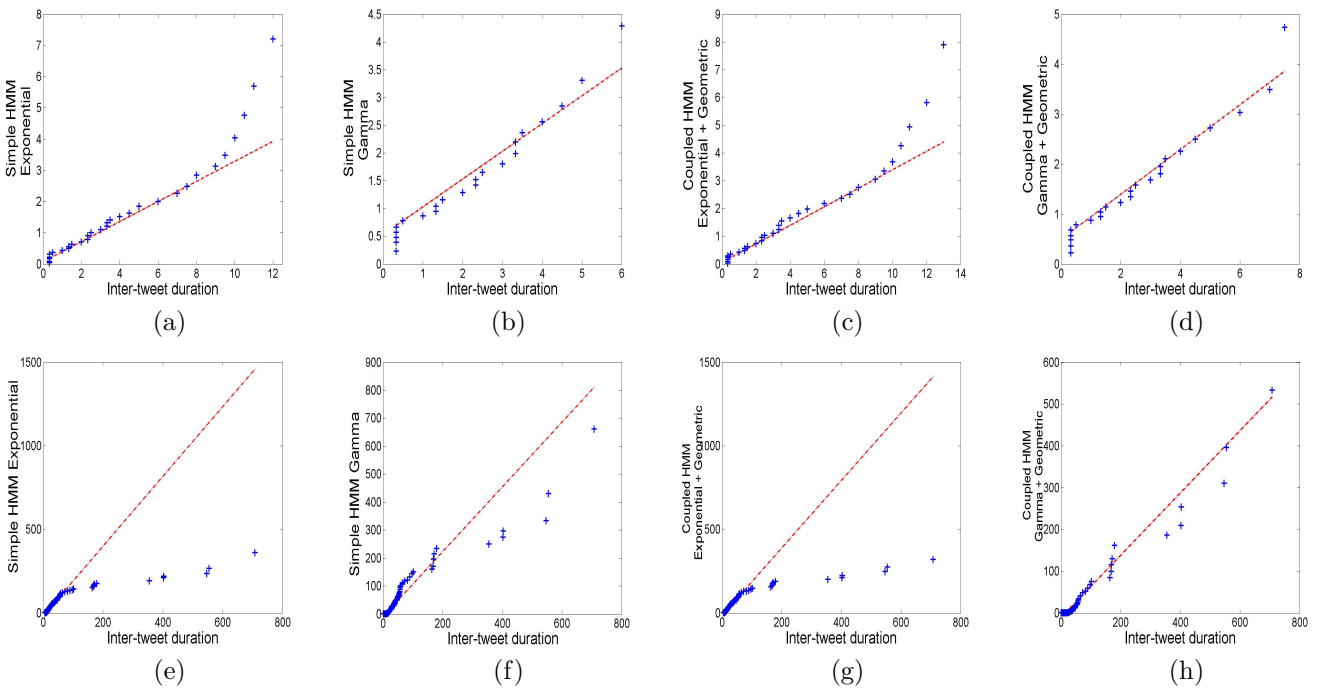 8
7
6
5
4
3
2
1
0
0 2 4 6 8 10 12
Simple HMM
Exponential
Inter-tweet duration
(a)
4.5
4
3.5
3
2.5
2
1.5
1
0.5
0
0 1 2 3 4 5 6
Simple HMM
Gamma
Inter-tweet duration
(b)
9
8
7
6
5
4
3
2
1
0
0 2 4 6 8 10 12 14
Coupled HMM
Exponential + Geometric
Inter-tweet duration
(c)
5
4
3
2
1
0
0 2 4 6 8
Coupled HMM
Gamma + Geometric
Inter-tweet duration
(d)
1500
1000
500
0
0 200 400 600 800
Simple HMM Exponential
Inter-tweet duration
(e)
900
800
700
600
500
400
300
200
100
0
0 200 400 600 800
Simple HMM Gamma
Inter-tweet duration
(f)
1500
1000
500
0
0 200 400 600 800
Coupled HMM
Exponential + Geometric
Inter-tweet duration
(g)
600
500
400
300
200
100
0
0 200 400 600 800
Coupled HMM
Gamma + Geometric
Inter-tweet duration
(h)